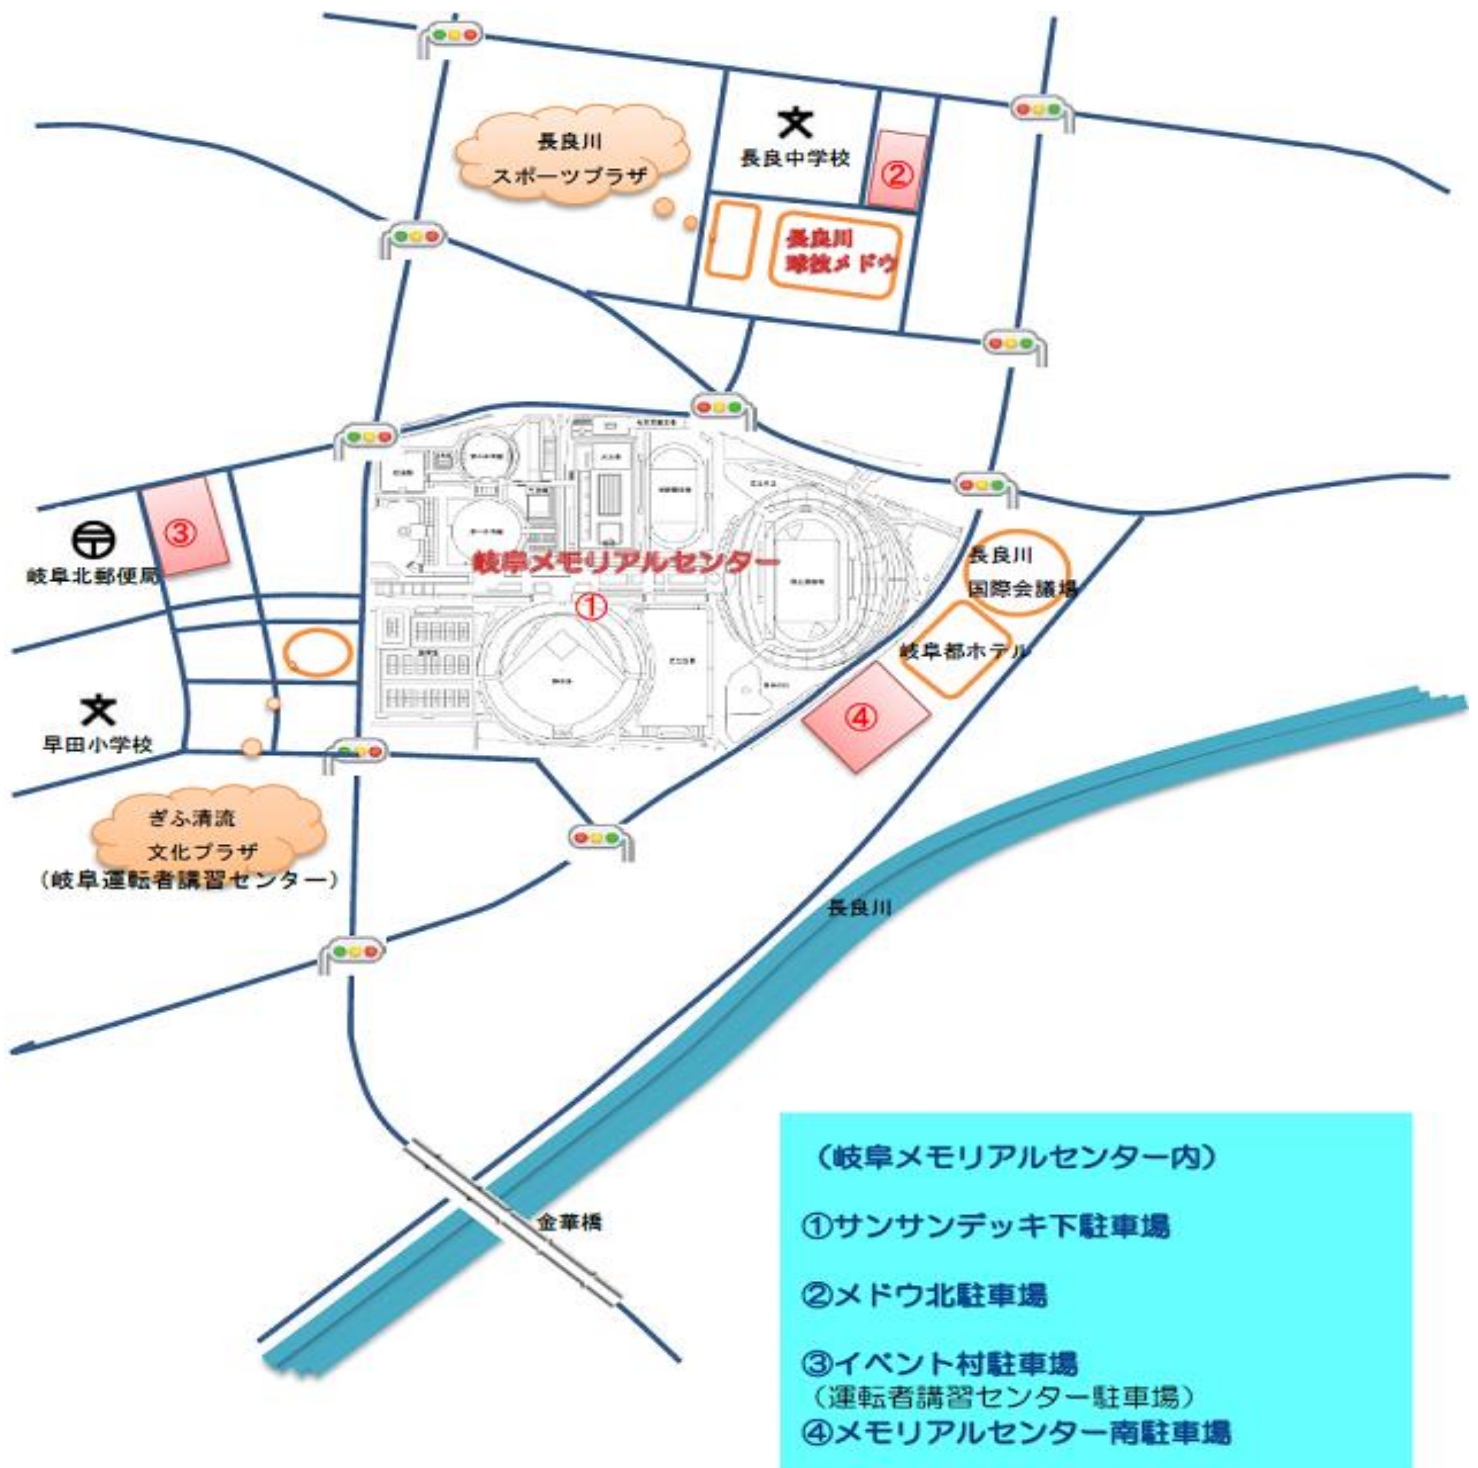 長良川
スポーツプラザ
文
長良中学校
②
長良川
球技メドウ
③
岐阜北郵便局
岐阜メモリアルセンター
①
長良川
国際会議場
岐阜都ホテル
④
文
早田小学校
ぎふ清流
文化プラザ
（岐阜運転者講習センター）
長良川
金華橋
（岐阜メモリアルセンター内）
①サンサンデッキ下駐車場
②メドウ北駐車場
③イベント村駐車場
（運転者講習センター駐車場）
④メモリアルセンター南駐車場